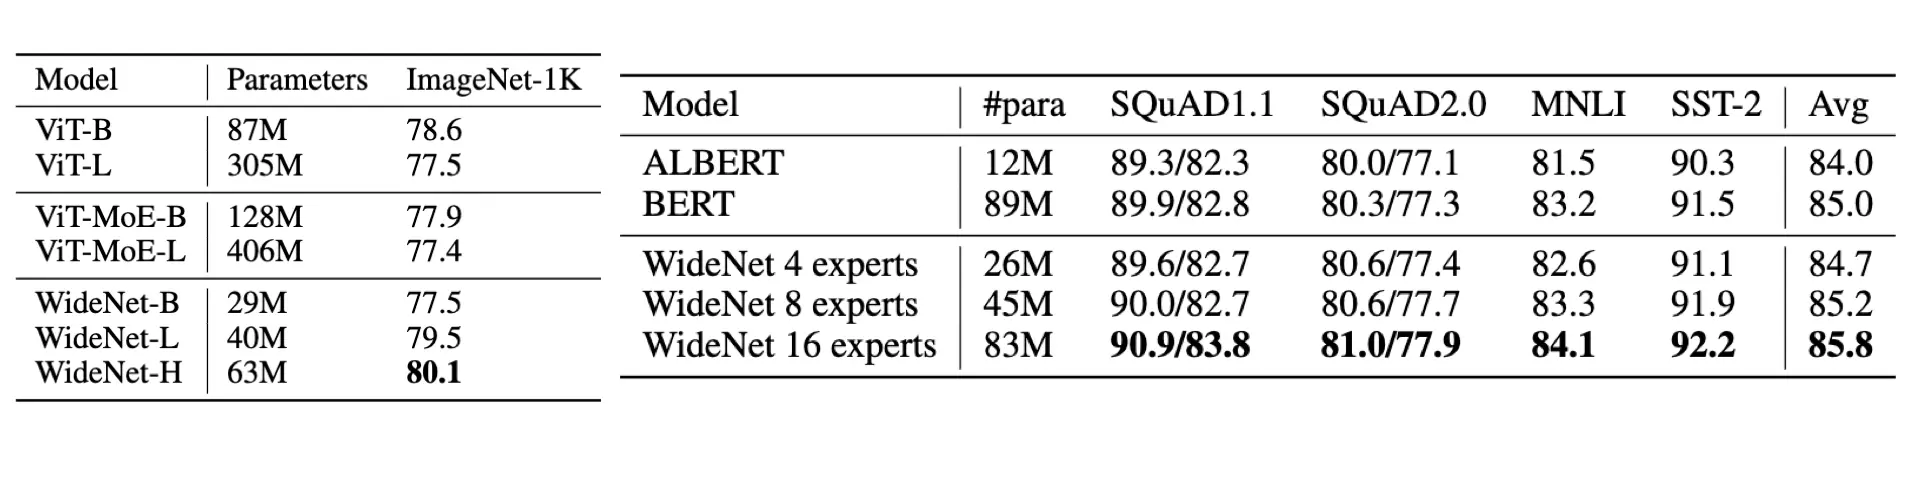 Model Parameters ImageNet-1K
ViT-B 87M 78.6
ViT-L 305M 77.5
ViT-MoE-B 128M 77.9
ViT-MoE-L 406M 77.4
WideNet-B 29M 77.5
WideNet-L 40M 79.5
WideNet-H 63M 80.1
Model #para SQuAD1.1 SQuAD2.0 MNLI SST-2 Avg
ALBERT 12M 89.3/82.3 80.0/77.1 81.5 90.3 84.0
BERT 89M 89.9/82.8 80.3/77.3 83.2 91.5 85.0
WideNet 4 experts 26M 89.6/82.7 80.6/77.4 82.6 91.1 84.7
WideNet 8 experts 45M 90.0/82.7 80.6/77.7 83.3 91.9 85.2
WideNet 16 experts 83M 90.9/83.8 81.0/77.9 84.1 92.2 85.8